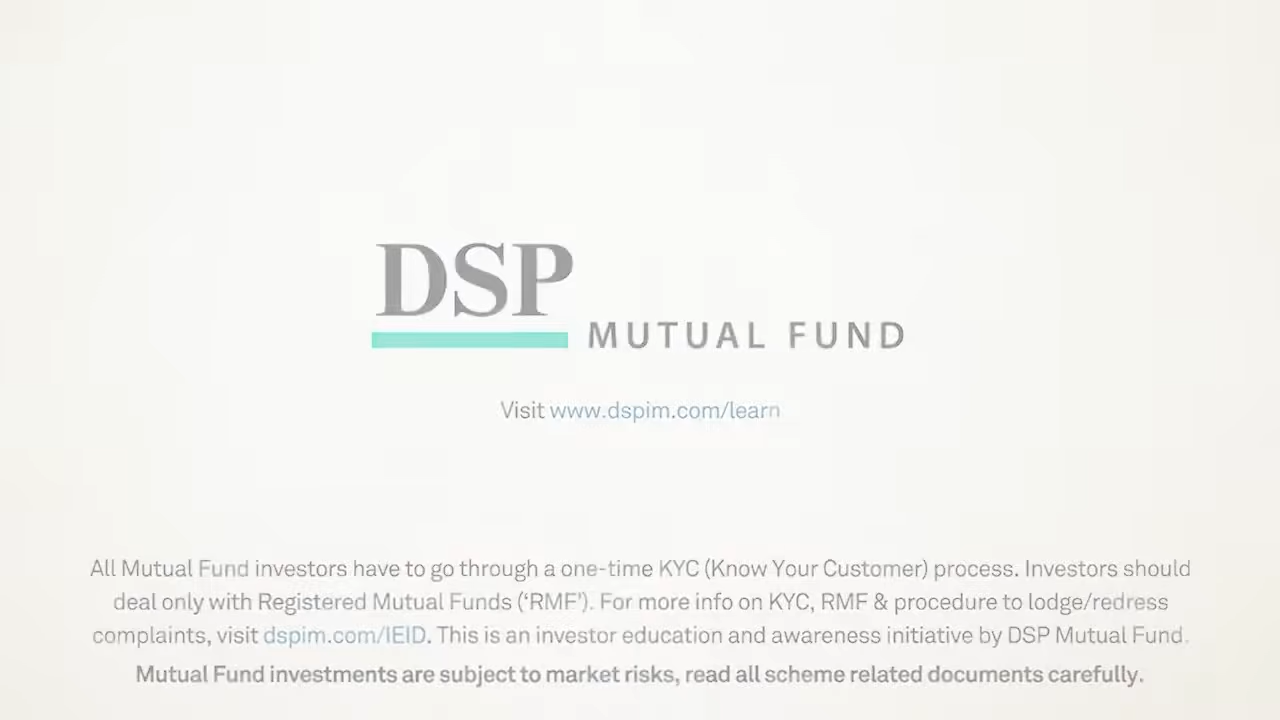 DSP
MUTUAL FUND
Visit www.dspim.com/learn
All Mutual Fund investors have to go through a one-time KYC (Know Your Customer) process. Investors should
deal only with Registered Mutual Funds (‘RMF’). For more info on KYC, RMF & procedure to lodge/redress
complaints, visit dspim.com/IEID. This is an investor education and awareness initiative by DSP Mutual Fund.
Mutual Fund investments are subject to market risks, read all scheme related documents carefully.